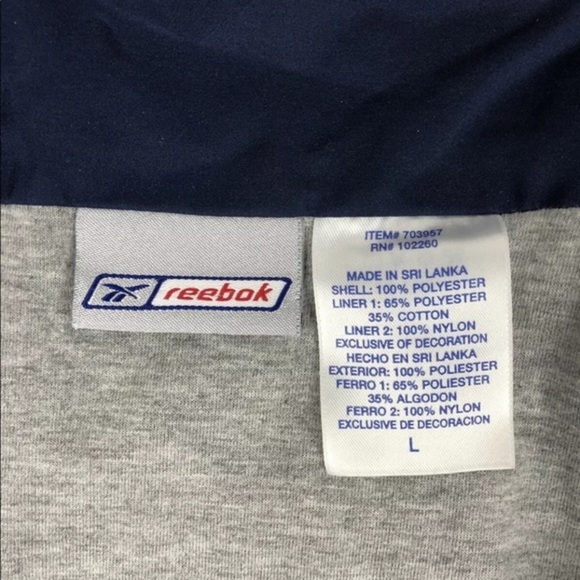 reebok
ITEM# 703957
RN# 102260
MADE IN SRI LANKA
SHELL: 100% POLYESTER
LINER 1: 65% POLYESTER
35% COTTON
LINER 2: 100% NYLON
EXCLUSIVE OF DECORATION
HECHO EN SRI LANKA
EXTERIOR: 100% POLIESTER
FERRO 1: 65% POLIESTER
35% ALGODON
FERRO 2: 100% NYLON
EXCLUSIVE DE DECORACION
L